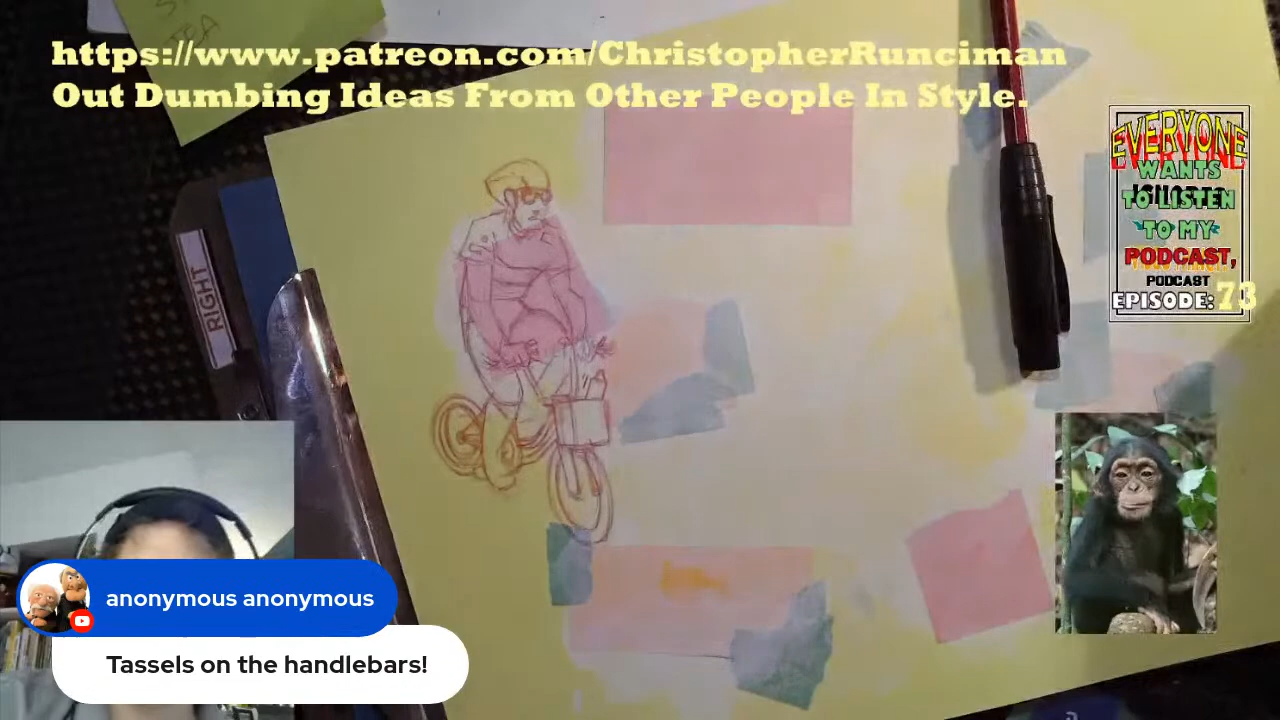 https://www.patreon.com/ChristopherRunciman
Out Dumbing Ideas From Other People In Style.
EVERYONE
WANTS
TO LISTEN
TO MY
PODCAST,
PODCAST
EPISODE:73
RIGHT
anonymous anonymous
Tassels on the handlebars!